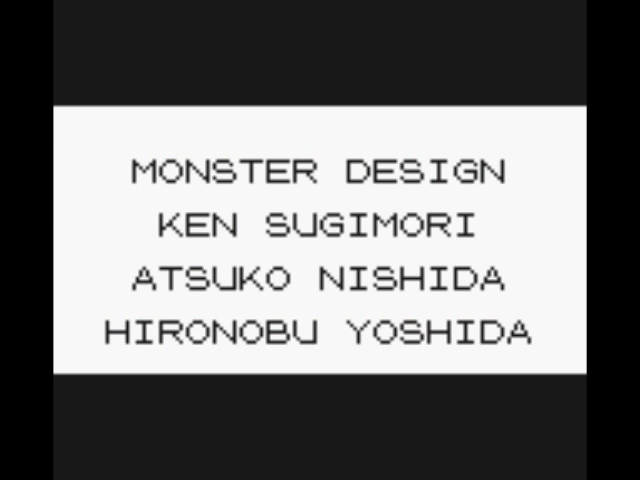 MONSTER DESIGN
KEN SUGIMORI
ATSUKO NISHIDA
HIRONOBU YOSHIDA